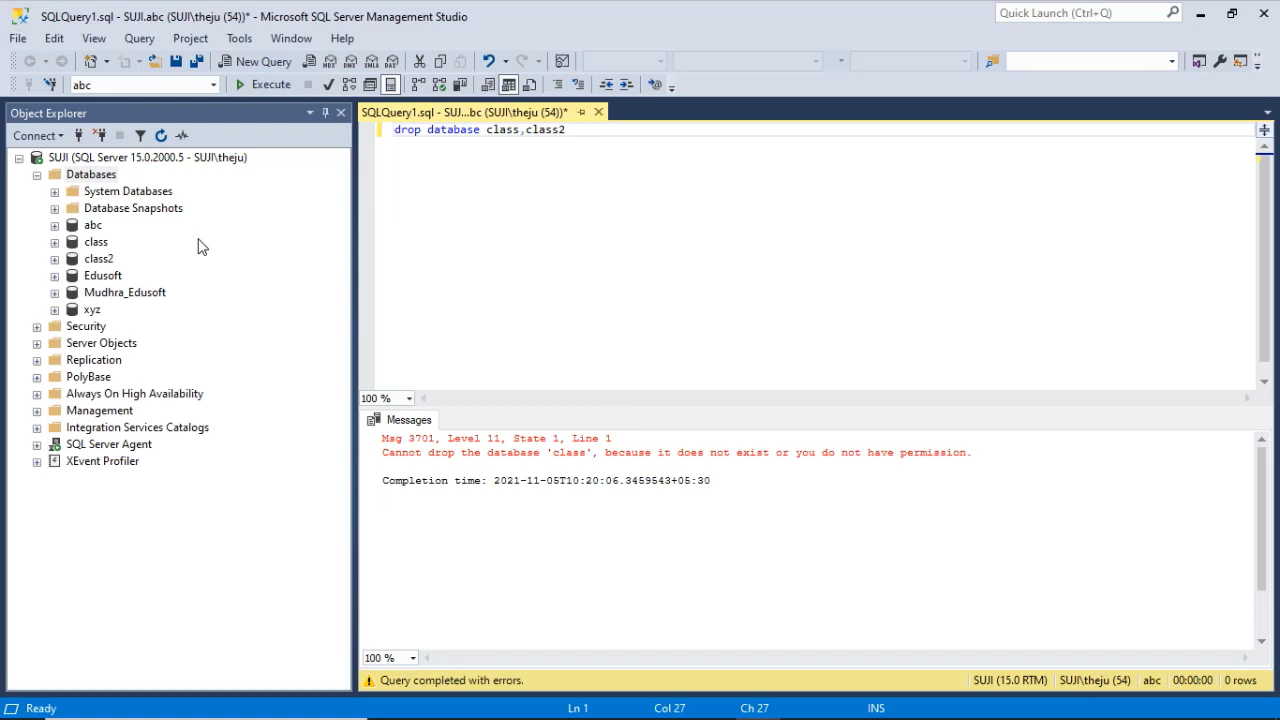 SQLQuery1.sql - SUJI.abc (SUJI\theju (54))* - Microsoft SQL Server Management Studio
Quick Launch (Ctrl+Q)
File Edit View Query Project Tools Window Help
New Query
MDX DMX XMLA DAX
abc
Execute
Object Explorer
SQLQuery1.sql - SUJ...bc (SUJI\theju (54))*
Connect
drop database class,class2
SUJI (SQL Server 15.0.2000.5 - SUJI\theju)
Databases
System Databases
Database Snapshots
abc
class
class2
Edusoft
Mudhra_Edusoft
xyz
Security
Server Objects
Replication
PolyBase
Always On High Availability
Management
Integration Services Catalogs
SQL Server Agent
XEvent Profiler
100 %
Messages
Msg 3701, Level 11, State 1, Line 1
Cannot drop the database 'class', because it does not exist or you do not have permission.
Completion time: 2021-11-05T10:20:06.3459543+05:30
100 %
Query completed with errors.
SUJI (15.0 RTM) SUJI\theju (54) abc 00:00:00 0 rows
Ready Ln 1 Col 27 Ch 27 INS